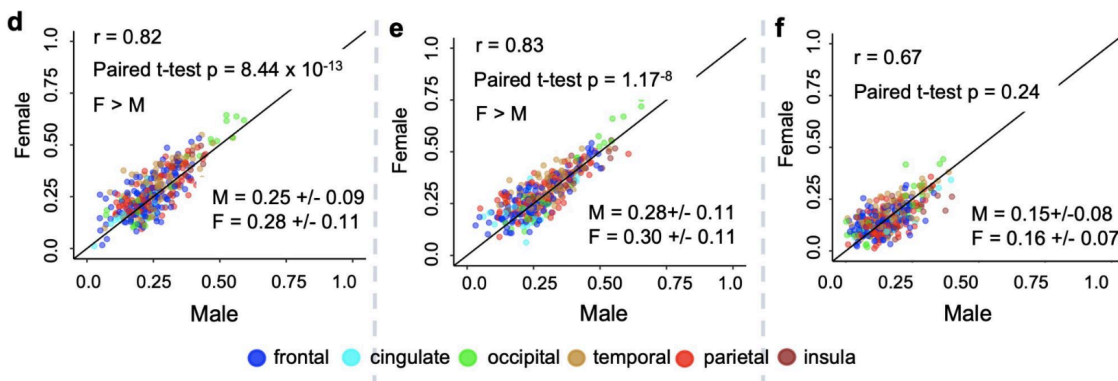 d
r = 0.82
Paired t-test p = 8.44 x 10⁻¹³
F > M
M = 0.25 +/- 0.09
F = 0.28 +/- 0.11
Female
0.0 0.25 0.50 0.75 1.0
0.0 0.25 0.50 0.75 1.0
Male
e
r = 0.83
Paired t-test p = 1.17⁻⁸
F > M
M = 0.28+/- 0.11
F = 0.30 +/- 0.11
Female
0.0 0.25 0.50 0.75 1.0
0.0 0.25 0.50 0.75 1.0
Male
f
r = 0.67
Paired t-test p = 0.24
M = 0.15+/-0.08
F = 0.16 +/- 0.07
Female
0.0 0.25 0.50 0.75 1.0
0.0 0.25 0.50 0.75 1.0
Male
frontal cingulate occipital temporal parietal insula